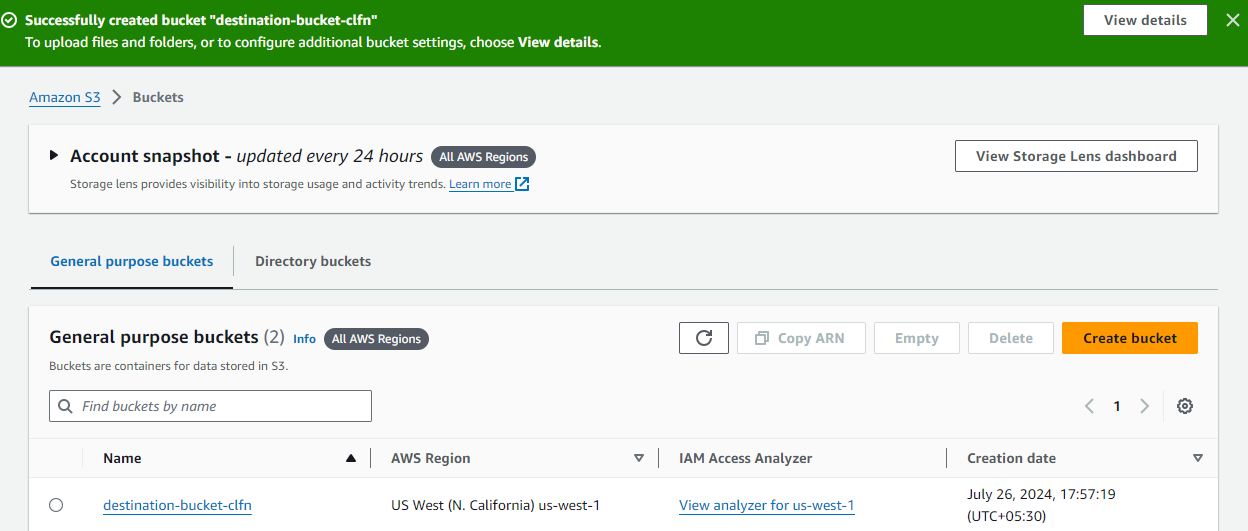 Successfully created bucket "destination-bucket-clfn"
To upload files and folders, or to configure additional bucket settings, choose View details.
View details
Amazon S3 > Buckets
Account snapshot - updated every 24 hours All AWS Regions
Storage lens provides visibility into storage usage and activity trends. Learn more
View Storage Lens dashboard
General purpose buckets
Directory buckets
General purpose buckets (2) Info All AWS Regions
Buckets are containers for data stored in S3.
Copy ARN
Empty
Delete
Create bucket
Find buckets by name
1
Name
AWS Region
IAM Access Analyzer
Creation date
destination-bucket-clfn
US West (N. California) us-west-1
View analyzer for us-west-1
July 26, 2024, 17:57:19
(UTC+05:30)